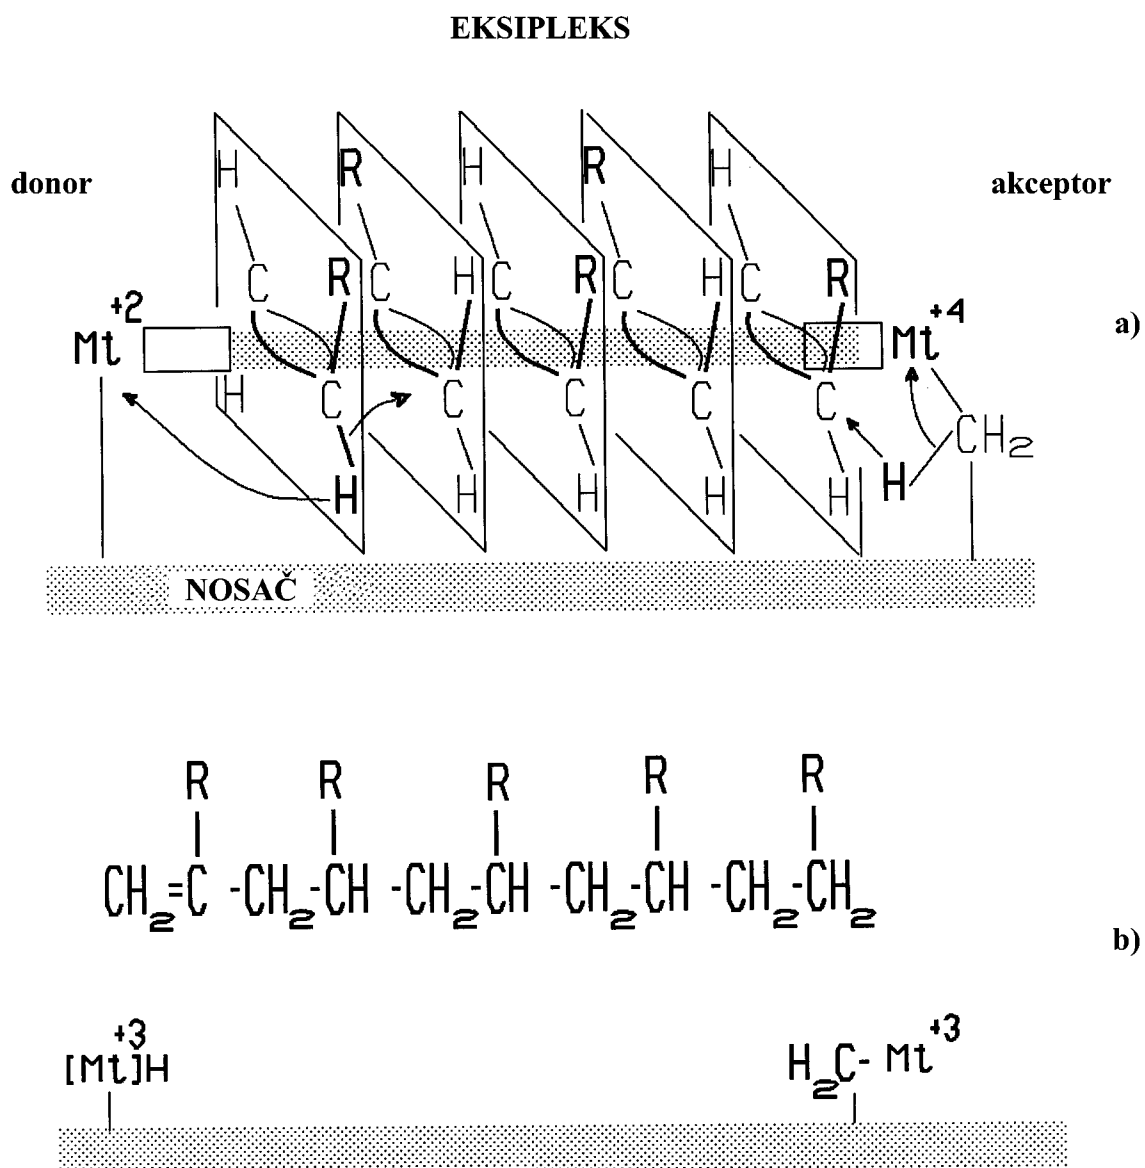 EKSIPLEKS
donor
akceptor
H R H R H
C R C H C R C H C R
Mt+2 Mt+4
a)
H C C C C C CH2
H H H H H H
NOSAČ
R R R R R
CH2=C -CH2-CH -CH2-CH -CH2-CH -CH2-CH2
b)
[Mt]H+3
H2C- Mt+3